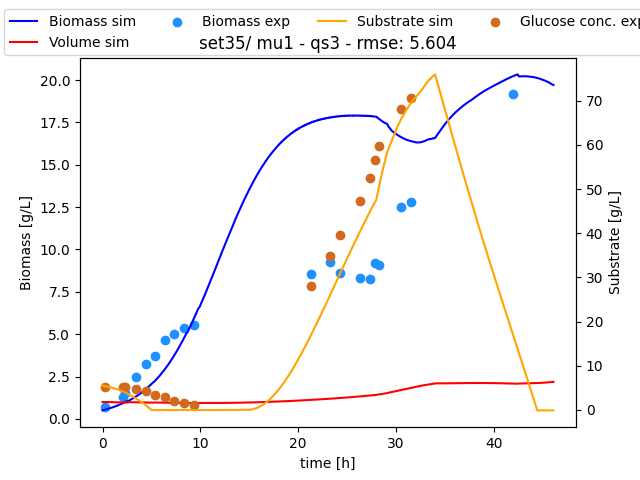 Biomass sim
Biomass exp
Substrate sim
Glucose conc. exp
Volume sim
set35/ mu1 - qs3 - rmse: 5.604
Biomass [g/L]
20.0
17.5
15.0
12.5
10.0
7.5
5.0
2.5
0.0
70
60
50
40
30
20
10
0
Substrate [g/L]
0
10
20
30
40
time [h]